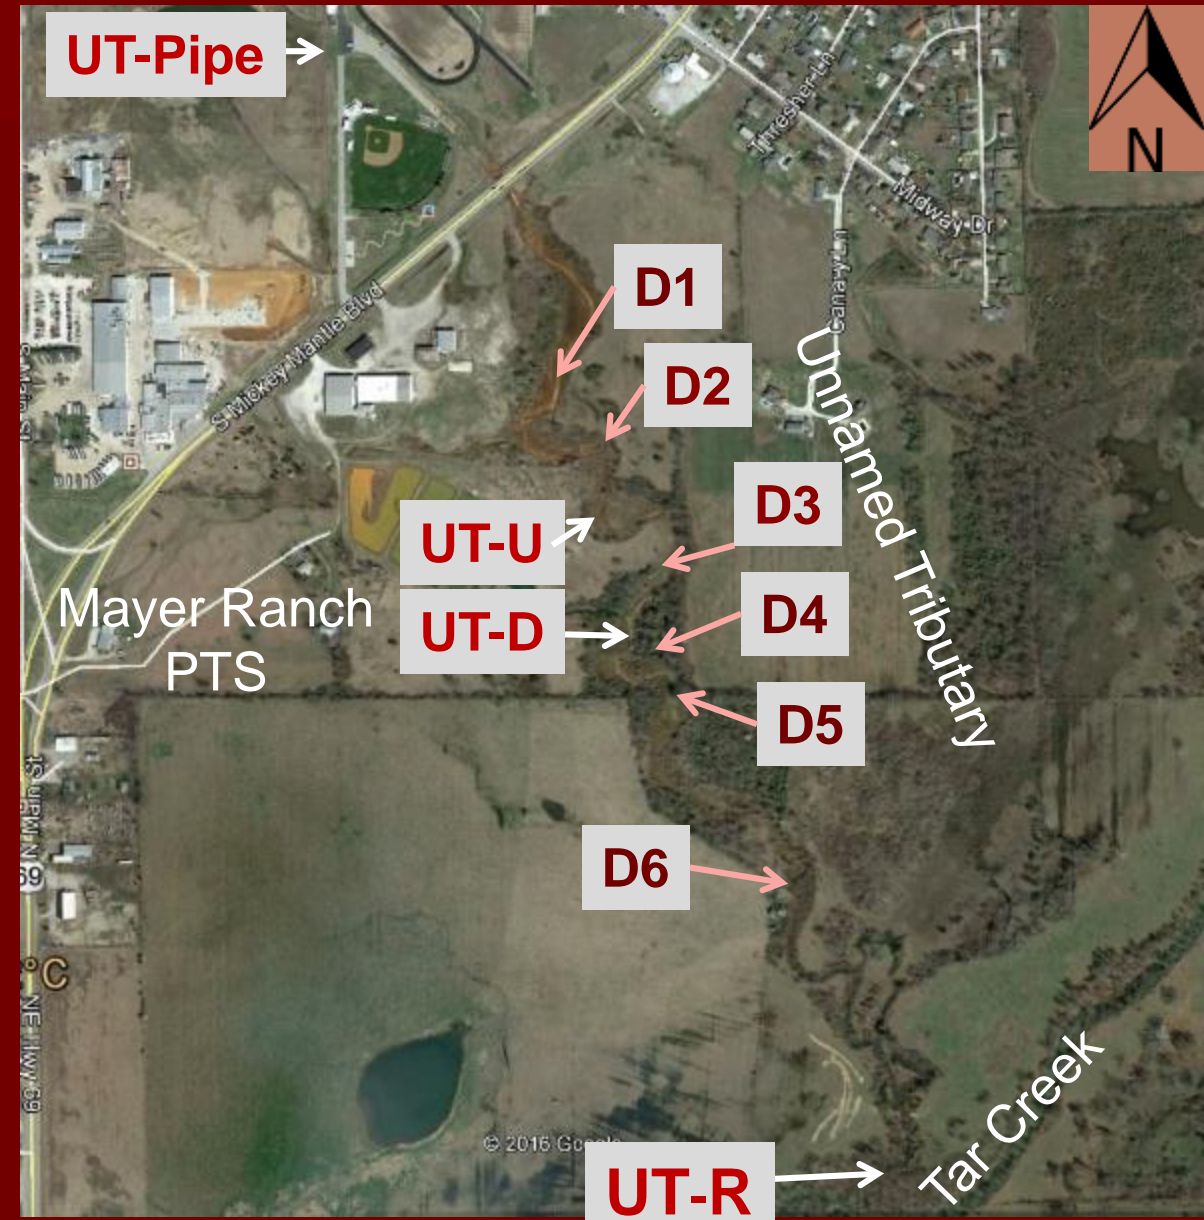 UT-Pipe
N
Thresher Ln
Midway Dr
Canary Ln
D1
S Mickey Mantle Blvd
D2
Unnamed Tributary
D3
UT-U
Mayer Ranch
PTS
UT-D
D4
D5
D6
69
°C
© 2016 Google
Tar Creek
UT-R